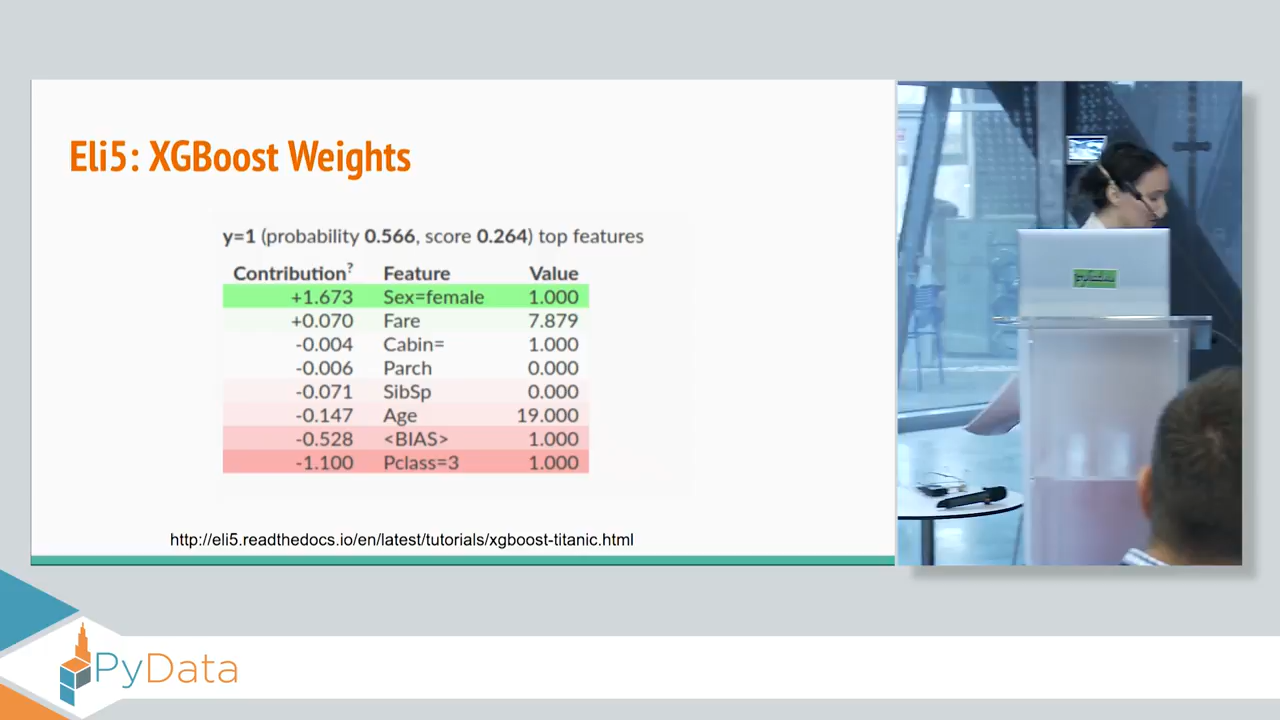 Eli5: XGBoost Weights
y=1 (probability 0.566, score 0.264) top features
Contribution? Feature Value
+1.673 Sex=female 1.000
+0.070 Fare 7.879
-0.004 Cabin= 1.000
-0.006 Parch 0.000
-0.071 SibSp 0.000
-0.147 Age 19.000
-0.528 <BIAS> 1.000
-1.100 Pclass=3 1.000
http://eli5.readthedocs.io/en/latest/tutorials/xgboost-titanic.html
PyData